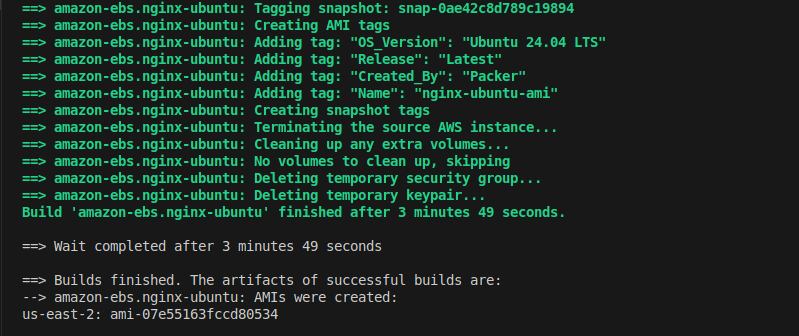 ==> amazon-ebs.nginx-ubuntu: Tagging snapshot: snap-0ae42c8d789c19894
==> amazon-ebs.nginx-ubuntu: Creating AMI tags
==> amazon-ebs.nginx-ubuntu: Adding tag: "OS_Version": "Ubuntu 24.04 LTS"
==> amazon-ebs.nginx-ubuntu: Adding tag: "Release": "Latest"
==> amazon-ebs.nginx-ubuntu: Adding tag: "Created_By": "Packer"
==> amazon-ebs.nginx-ubuntu: Adding tag: "Name": "nginx-ubuntu-ami"
==> amazon-ebs.nginx-ubuntu: Creating snapshot tags
==> amazon-ebs.nginx-ubuntu: Terminating the source AWS instance...
==> amazon-ebs.nginx-ubuntu: Cleaning up any extra volumes...
==> amazon-ebs.nginx-ubuntu: No volumes to clean up, skipping
==> amazon-ebs.nginx-ubuntu: Deleting temporary security group...
==> amazon-ebs.nginx-ubuntu: Deleting temporary keypair...
Build 'amazon-ebs.nginx-ubuntu' finished after 3 minutes 49 seconds.
==> Wait completed after 3 minutes 49 seconds
==> Builds finished. The artifacts of successful builds are:
--> amazon-ebs.nginx-ubuntu: AMIs were created:
us-east-2: ami-07e55163fccd80534